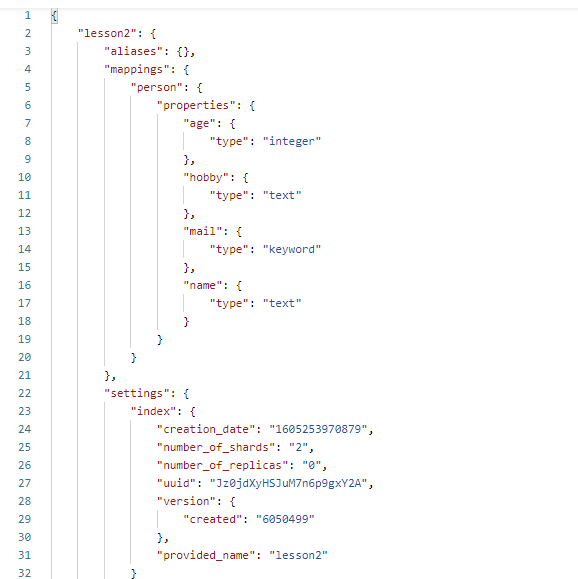 1 {
2 "lesson2": {
3 "aliases": {},
4 "mappings": {
5 "person": {
6 "properties": {
7 "age": {
8 "type": "integer"
9 },
10 "hobby": {
11 "type": "text"
12 },
13 "mail": {
14 "type": "keyword"
15 },
16 "name": {
17 "type": "text"
18 }
19 }
20 }
21 },
22 "settings": {
23 "index": {
24 "creation_date": "1605253970879",
25 "number_of_shards": "2",
26 "number_of_replicas": "0",
27 "uuid": "Jz0jdXyHSJuM7n6p9gxY2A",
28 "version": {
29 "created": "6050499"
30 },
31 "provided_name": "lesson2"
32 }